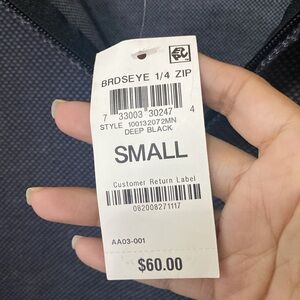 BRDSEYE 1/4 ZIP
7 33003 30247 4
STYLE 100132072MN
DEEP BLACK
SMALL
Customer Return Label
082008271117
AA03-001
$60.00